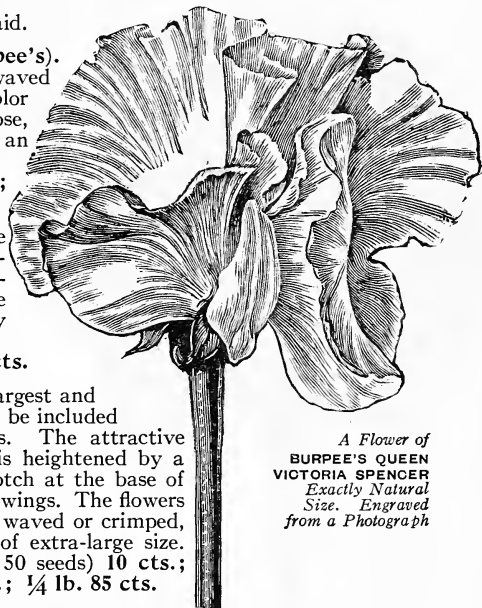 aid.
bee's).
waved
olor
ose,
an
;
e
-
-
e
y
cts.
argest and
be included
s. The attractive
is heightened by a
otch at the base of
wings. The flowers
waved or crimped,
of extra-large size.
50 seeds) 10 cts.;
.; ¼ lb. 85 cts.
A Flower of
BURPEE'S QUEEN
VICTORIA SPENCER
Exactly Natural
Size. Engraved
from a Photograph